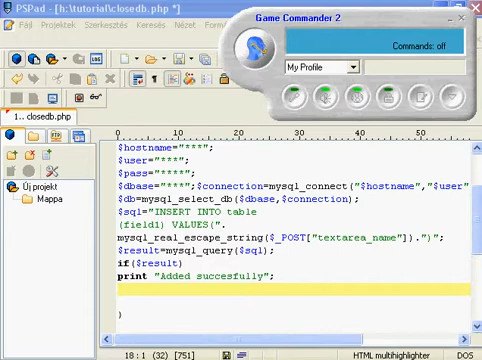 PSPad - [h:\tutorial\closedb.php *]
Fájl Projektek Szerkesztés Keresés Nézet
Game Commander 2
Commands: off
My Profile
1.. closedb.php
0 10 20 30 40 50
Új projekt
Mappa
$hostname="***";
$user="***";
$pass="***";
$dbase="***";$connection=mysql_connect("$hostname","$user"
$db=mysql_select_db($dbase,$connection);
$sql="INSERT INTO table
(field1) VALUES(".
mysql_real_escape_string($_POST["textarea_name"]).")";
$result=mysql_query($sql);
if($result)
print "Added succesfully";
)
18 : 1 (32) [751]
HTML multihighlighter
DOS